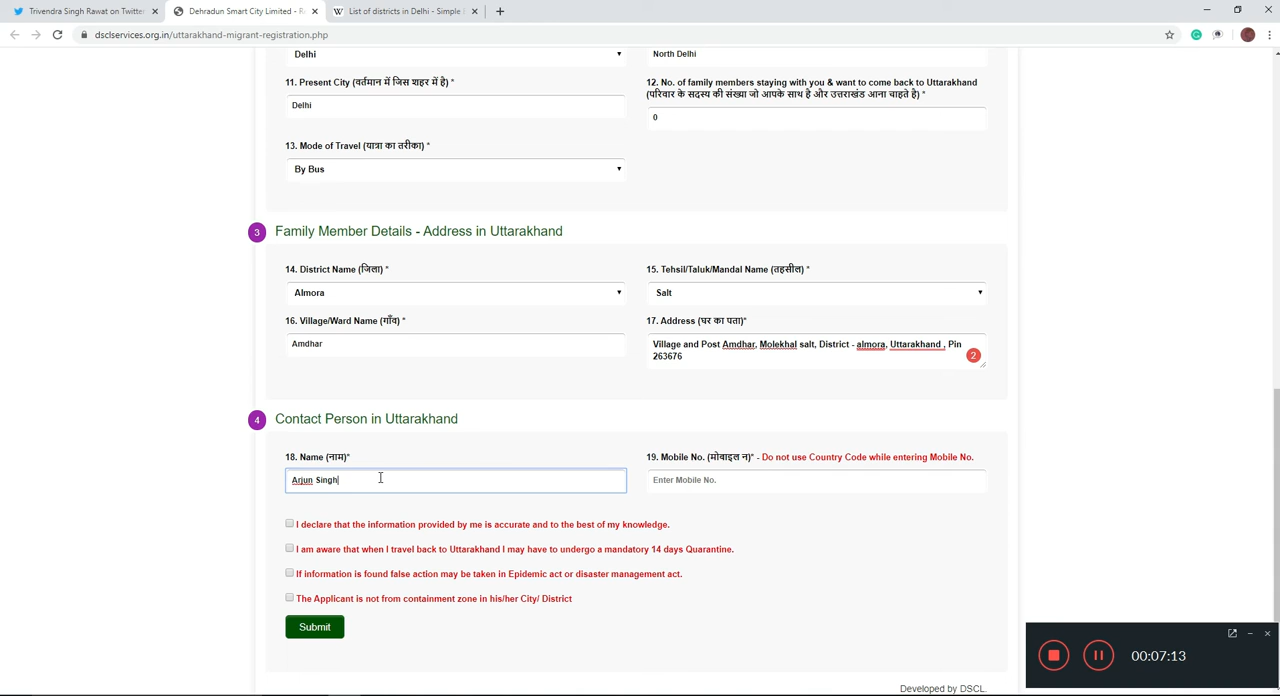 Trivendra Singh Rawat on Twitter
Dehradun Smart City Limited - R
List of districts in Delhi - Simple
dsclservices.org.in/uttarakhand-migrant-registration.php
Delhi
North Delhi
11. Present City (वर्तमान में जिस शहर में है) *
12. No. of family members staying with you & want to come back to Uttarakhand
(परिवार के सदस्य की संख्या जो आपके साथ है और उत्तराखंड आना चाहते है) *
Delhi
0
13. Mode of Travel (यात्रा का तरीका) *
By Bus
3 Family Member Details - Address in Uttarakhand
14. District Name (जिला) *
15. Tehsil/Taluk/Mandal Name (तहसील) *
Almora
Salt
16. Village/Ward Name (गाँव) *
17. Address (घर का पता)*
Amdhar
Village and Post Amdhar, Molekhal salt, District - almora, Uttarakhand , Pin
263676
2
4 Contact Person in Uttarakhand
18. Name (नाम)*
19. Mobile No. (मोबाइल न)* - Do not use Country Code while entering Mobile No.
Arjun Singh
Enter Mobile No.
I declare that the information provided by me is accurate and to the best of my knowledge.
I am aware that when I travel back to Uttarakhand I may have to undergo a mandatory 14 days Quarantine.
If information is found false action may be taken in Epidemic act or disaster management act.
The Applicant is not from containment zone in his/her City/ District
Submit
00:07:13
Developed by DSCL.